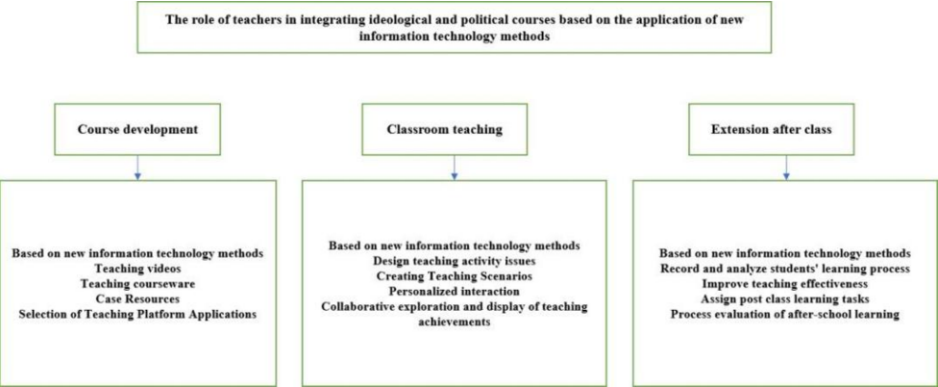 The role of teachers in integrating ideological and political courses based on the application of new
information technology methods
Course development
Classroom teaching
Extension after class
Based on new information technology methods
Teaching videos
Teaching courseware
Case Resources
Selection of Teaching Platform Applications
Based on new information technology methods
Design teaching activity issues
Creating Teaching Scenarios
Personalized interaction
Collaborative exploration and display of teaching
achievements
Based on new information technology methods
Record and analyze students' learning process
Improve teaching effectiveness
Assign post class learning tasks
Process evaluation of after-school learning